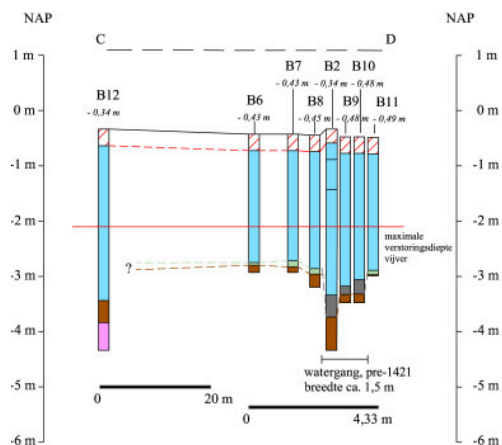 NAP
NAP
C
D
1 m
1 m
0 m
0 m
-1 m
-1 m
-2 m
-2 m
-3 m
-3 m
-4 m
-4 m
-5 m
-5 m
-6 m
-6 m
B12
- 0,34 m
B6
- 0,43 m
B7
- 0,43 m
B8
- 0,45 m
B2
- 0,34 m
B9
- 0,48 m
B10
- 0,48 m
B11
- 0,49 m
maximale
verstoringsdiepte
vijver
?
watergang, pre-1421
breedte ca. 1,5 m
0
20 m
0
4,33 m